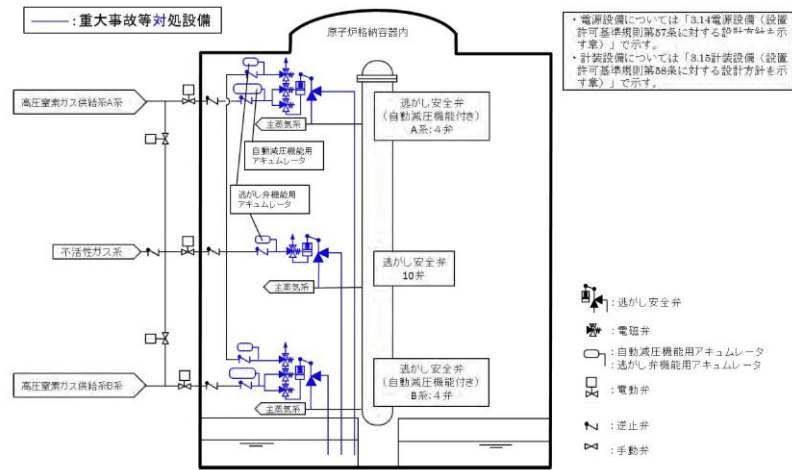 ：重大事故等対処設備
原子炉格納容器内
・電源設備については「3.14電源設備（設置
許可基準規則第57条に対する設計方針を示
す章）」で示す。
・計装設備については「3.15計装設備（設置
許可基準規則第58条に対する設計方針を示
す章）」で示す。
高圧窒素ガス供給系A系
逃がし安全弁
（自動減圧機能付き）
A系：4弁
主蒸気系
自動減圧機能用
アキュムレータ
逃がし弁機能用
アキュムレータ
不活性ガス系
逃がし安全弁
10弁
主蒸気系
高圧窒素ガス供給系B系
逃がし安全弁
（自動減圧機能付き）
B系：4弁
主蒸気系
：逃がし安全弁
：電磁弁
：自動減圧機能用アキュムレータ
：逃がし弁機能用アキュムレータ
：電動弁
：逆止弁
：手動弁